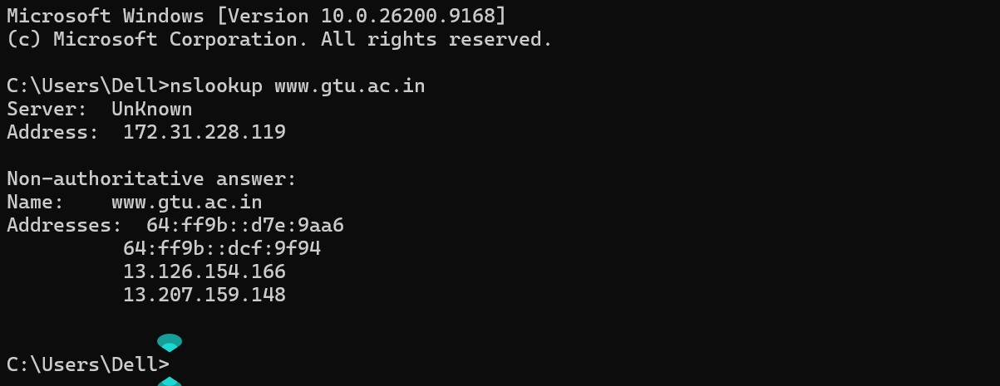 Microsoft Windows [Version 10.0.26200.9168]
(c) Microsoft Corporation. All rights reserved.
C:\Users\Dell>nslookup www.gtu.ac.in
Server:  UnKnown
Address:  172.31.228.119
Non-authoritative answer:
Name:    www.gtu.ac.in
Addresses:  64:ff9b::d7e:9aa6
          64:ff9b::dcf:9f94
          13.126.154.166
          13.207.159.148
C:\Users\Dell>